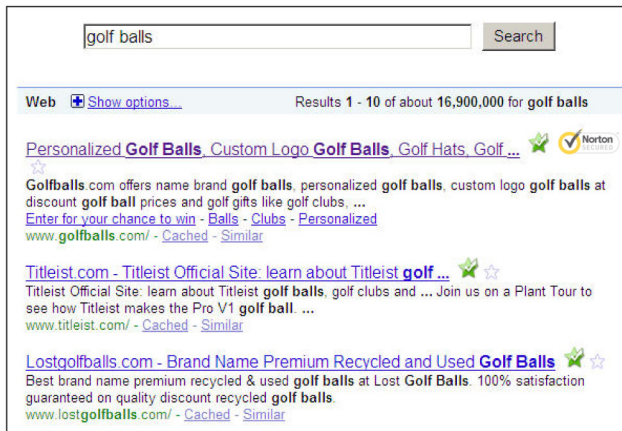 golf balls Search
Web Show options... Results 1 - 10 of about 16,900,000 for golf balls
Personalized Golf Balls, Custom Logo Golf Balls, Golf Hats, Golf ... Norton
SECURED
Golfballs.com offers name brand golf balls, personalized golf balls, custom logo golf balls at
discount golf ball prices and golf gifts like golf clubs, ...
Enter for your chance to win - Balls - Clubs - Personalized
www.golfballs.com/ - Cached - Similar
Titleist.com - Titleist Official Site: learn about Titleist golf ...
Titleist Official Site: learn about Titleist golf balls, golf clubs and ... Join us on a Plant Tour to
see how Titleist makes the Pro V1 golf ball. ...
www.titleist.com/ - Cached - Similar
Lostgolfballs.com - Brand Name Premium Recycled and Used Golf Balls
Best brand name premium recycled & used golf balls at Lost Golf Balls. 100% satisfaction
guaranteed on quality discount recycled golf balls.
www.lostgolfballs.com/ - Cached - Similar